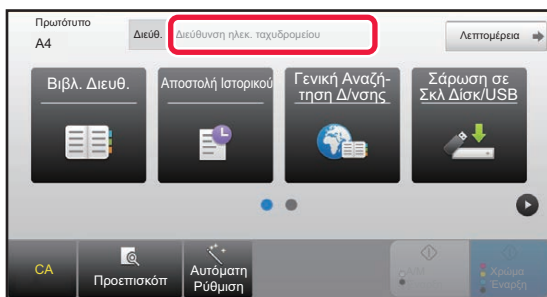 Πρωτότυπο
A4
Διεύθ.
Διεύθυνση ηλεκ. ταχυδρομείου
Λεπτομέρεια
Βιβλ. Διευθ.
Αποστολή Ιστορικού
Γενική Αναζή-
τηση Δ/νσης
Σάρωση σε
Σκλ Δίσκ/USB
CA
Προεπισκόπ
Αυτόματη
Ρύθμιση
Χρώμα
Έναρξη